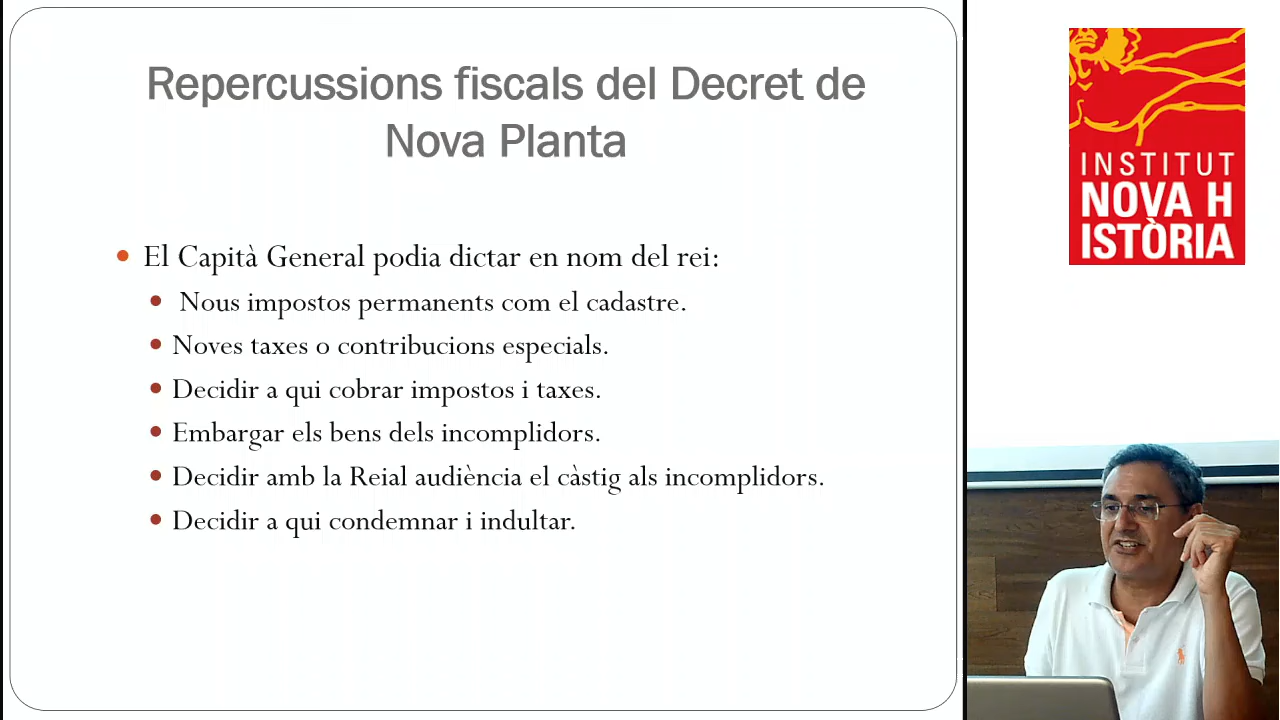 Repercussions fiscals del Decret de
Nova Planta
El Capità General podia dictar en nom del rei:
Nous impostos permanents com el cadastre.
Noves taxes o contribucions especials.
Decidir a qui cobrar impostos i taxes.
Embargar els bens dels incomplidors.
Decidir amb la Reial audiència el càstig als incomplidors.
Decidir a qui condemnar i indultar.
INSTITUT
NOVA H
ISTÒRIA